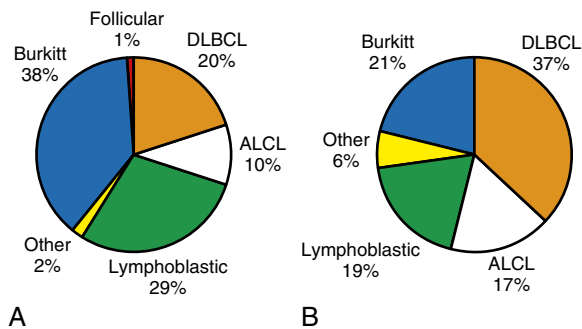 Follicular
1%
DLBCL
20%
ALCL
10%
Lymphoblastic
29%
Other
2%
Burkitt
38%
A
Burkitt
21%
DLBCL
37%
ALCL
17%
Lymphoblastic
19%
Other
6%
B